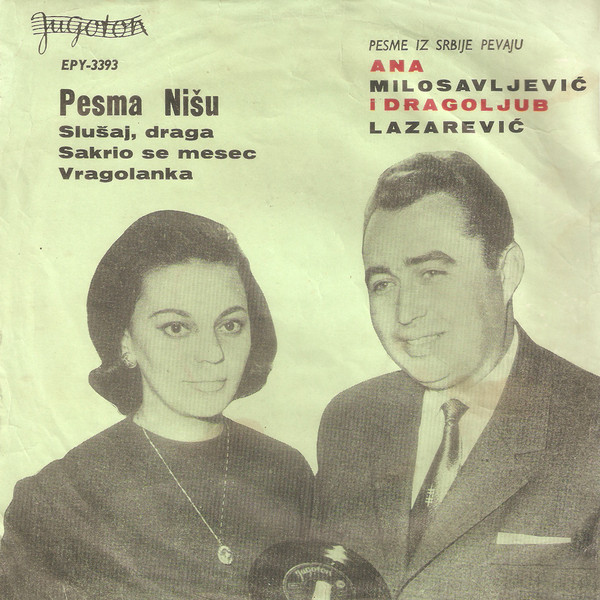 Jugoton
EPY-3393
Pesma Nišu
Slušaj, draga
Sakrio se mesec
Vragolanka
PESME IZ SRBIJE PEVAJU
ANA
MILOSAVLJEVIĆ
i DRAGOLJUB
LAZAREVIĆ
Jugoton